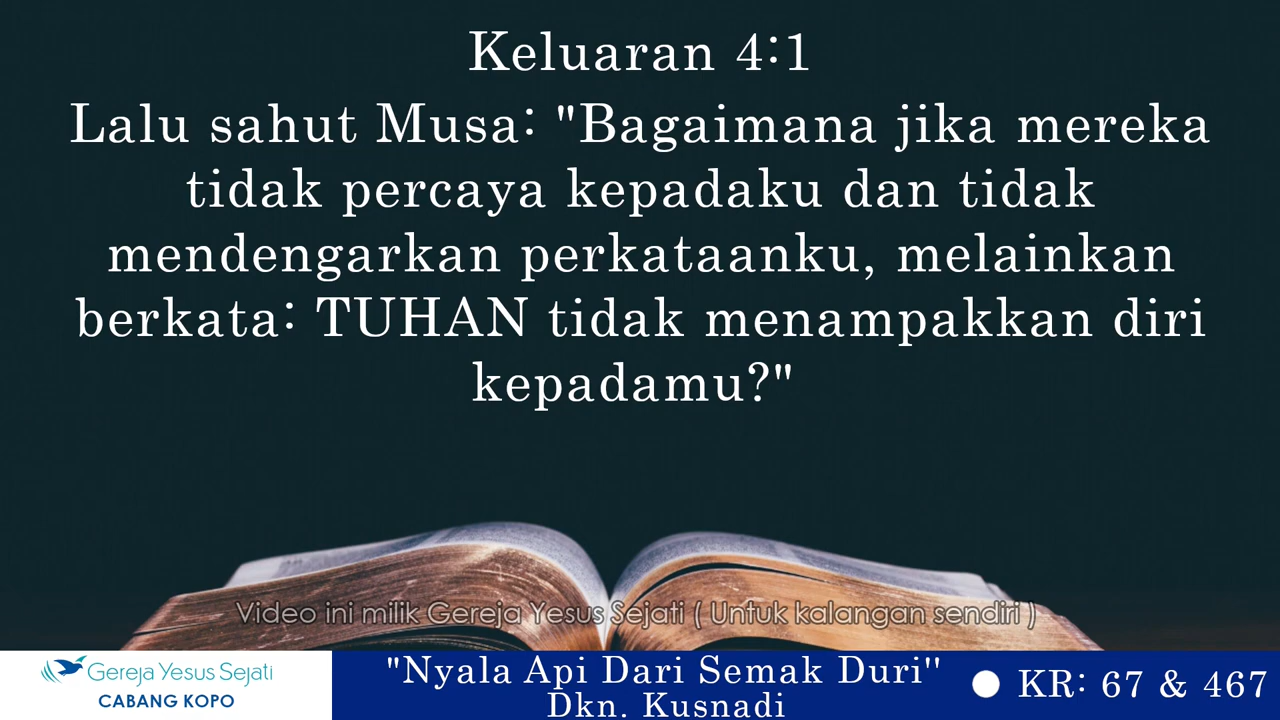 Keluaran 4:1
Lalu sahut Musa: "Bagaimana jika mereka
tidak percaya kepadaku dan tidak
mendengarkan perkataanku, melainkan
berkata: TUHAN tidak menampakkan diri
kepadamu?"
Video ini milik Gereja Yesus Sejati ( Untuk kalangan sendiri )
Gereja Yesus Sejati
CABANG KOPO
"Nyala Api Dari Semak Duri''
Dkn. Kusnadi
KR: 67 & 467